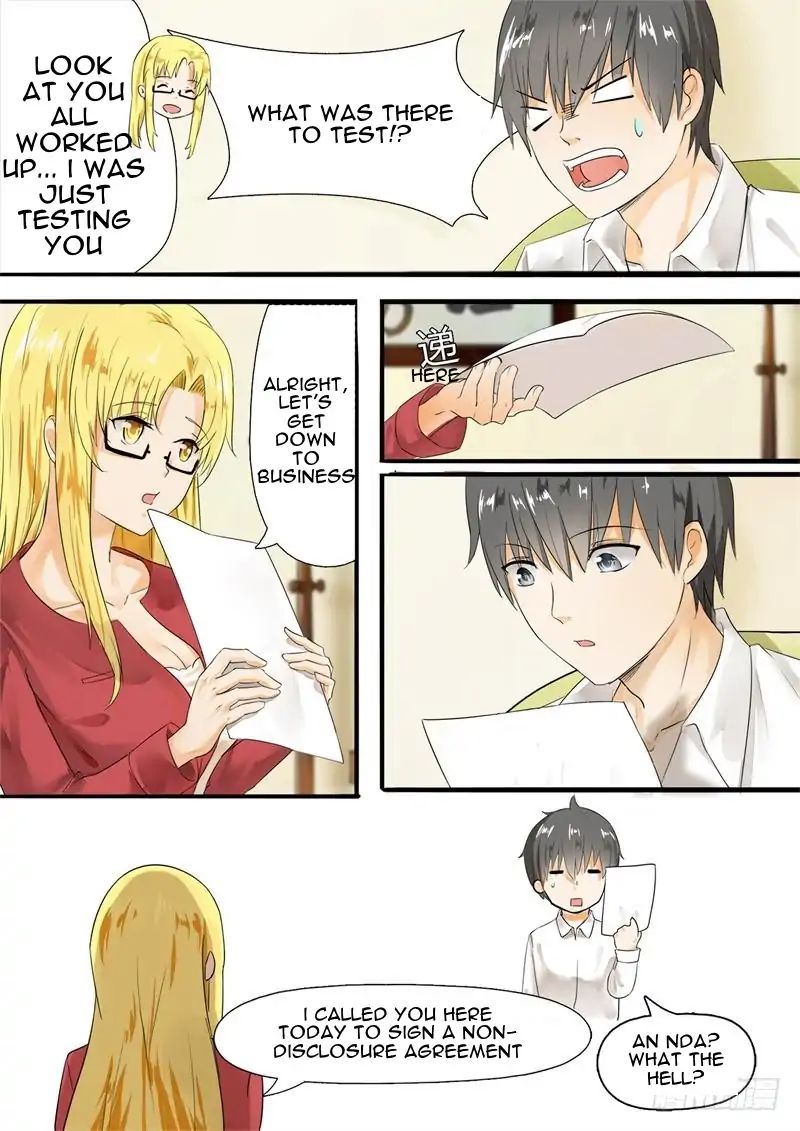 LOOK
AT YOU
ALL
WORKED
UP... I WAS
JUST
TESTING
YOU
WHAT WAS THERE
TO TEST!?
ALRIGHT,
LET'S
GET
DOWN
TO
BUSINESS
递
HERE
I CALLED YOU HERE
TODAY TO SIGN A NON-
DISCLOSURE AGREEMENT
AN NDA?
WHAT THE
HELL?